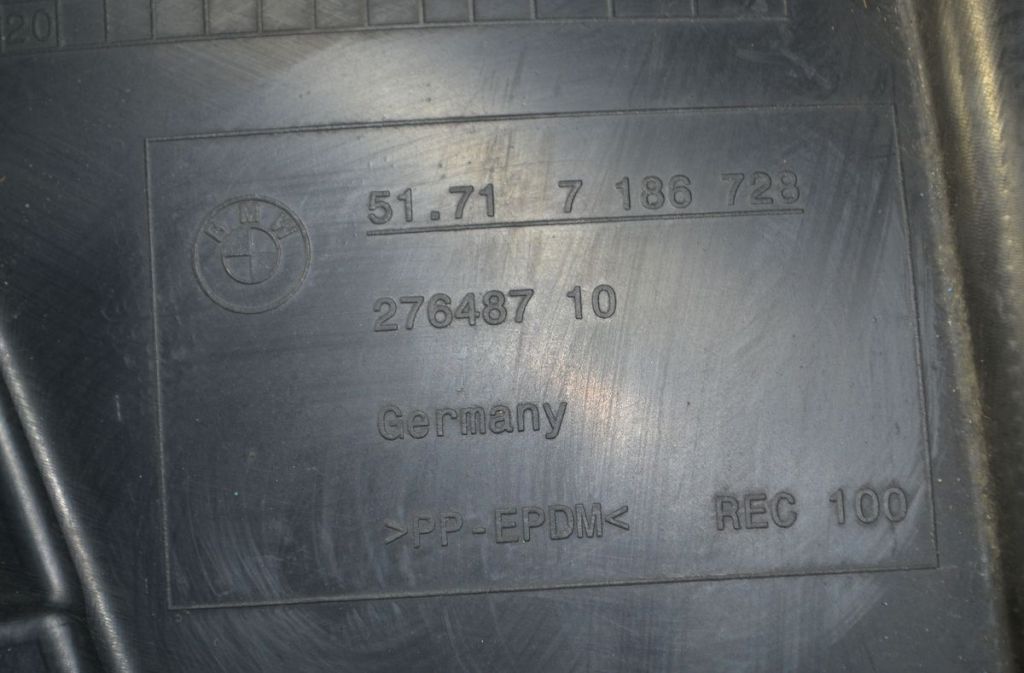 20
BMW
51.71 7 186 728
276487 10
Germany
>PP-EPDM<
REC 100